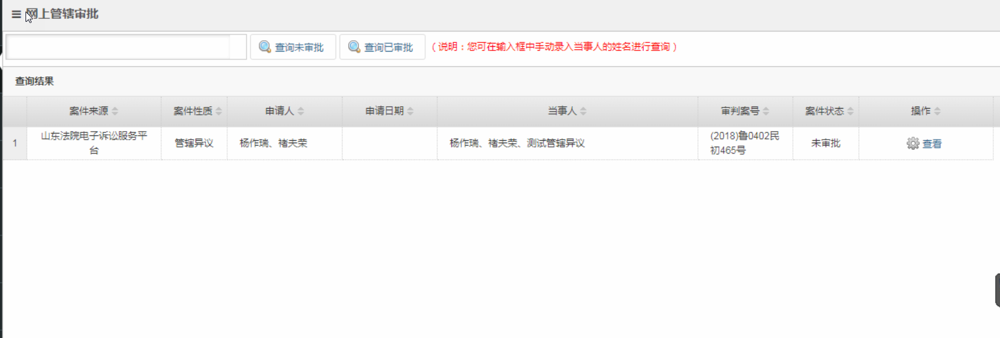 网上管辖审批
查询未审批 查询已审批 (说明：您可在输入框中手动录入当事人的姓名进行查询)
查询结果
案件来源 案件性质 申请人 申请日期 当事人 审判案号 案件状态 操作
1 山东法院电子诉讼服务平 管辖异议 杨作瑞、褚夫荣 杨作瑞、褚夫荣、测试管辖异议 (2018)鲁0402民 未审批 查看
台 初465号